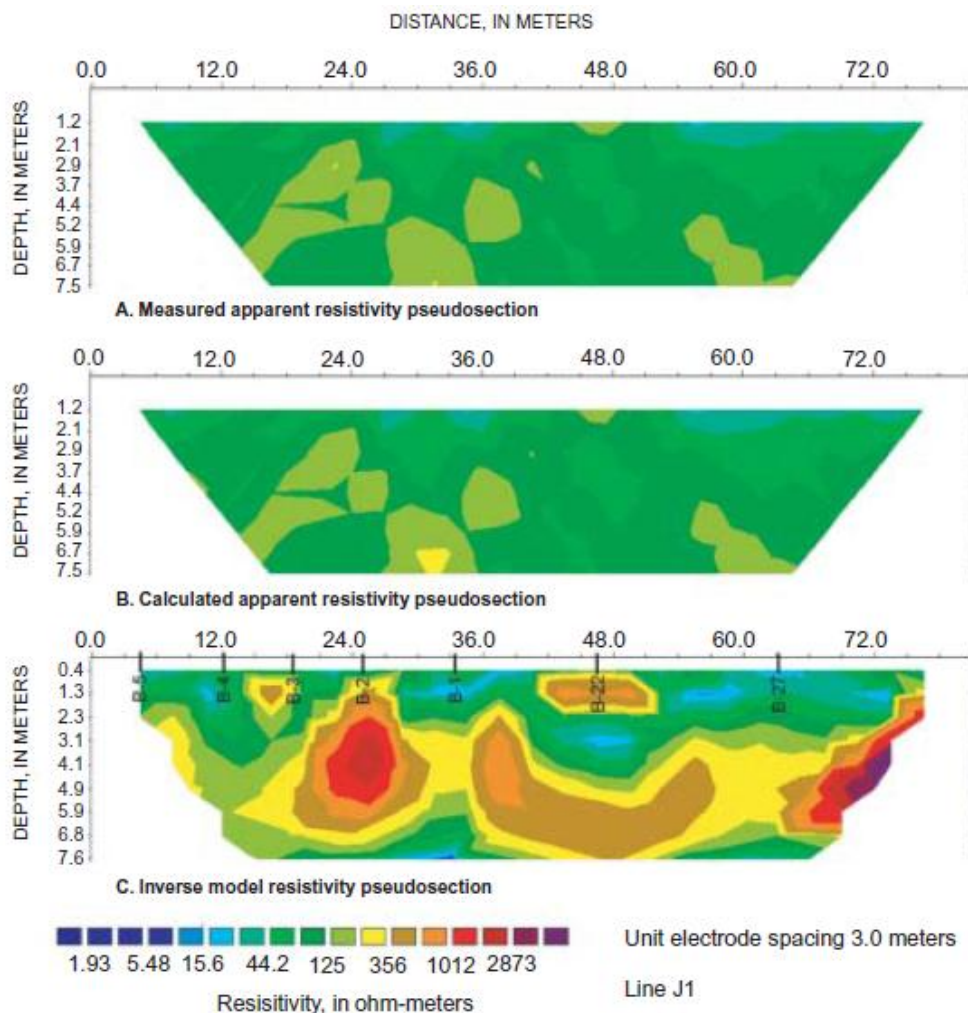 DISTANCE, IN METERS
0.0 12.0 24.0 36.0 48.0 60.0 72.0
DEPTH, IN METERS
1.2
2.1
2.9
3.7
4.4
5.2
5.9
6.7
7.5
A. Measured apparent resistivity pseudosection
0.0 12.0 24.0 36.0 48.0 60.0 72.0
DEPTH, IN METERS
1.2
2.1
2.9
3.7
4.4
5.2
5.9
6.7
7.5
B. Calculated apparent resistivity pseudosection
0.0 12.0 24.0 36.0 48.0 60.0 72.0
DEPTH, IN METERS
0.4
1.3
2.3
3.1
4.1
4.9
5.9
6.8
7.6
B-5 B-4 B-3 B-2 B-1 B-22 B-27
C. Inverse model resistivity pseudosection
1.93 5.48 15.6 44.2 125 356 1012 2873
Resisitivity, in ohm-meters
Unit electrode spacing 3.0 meters
Line J1